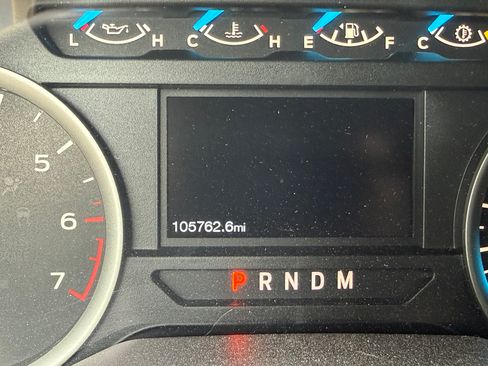 L H C H E F C
5
6
7
105762.6mi
P R N D M